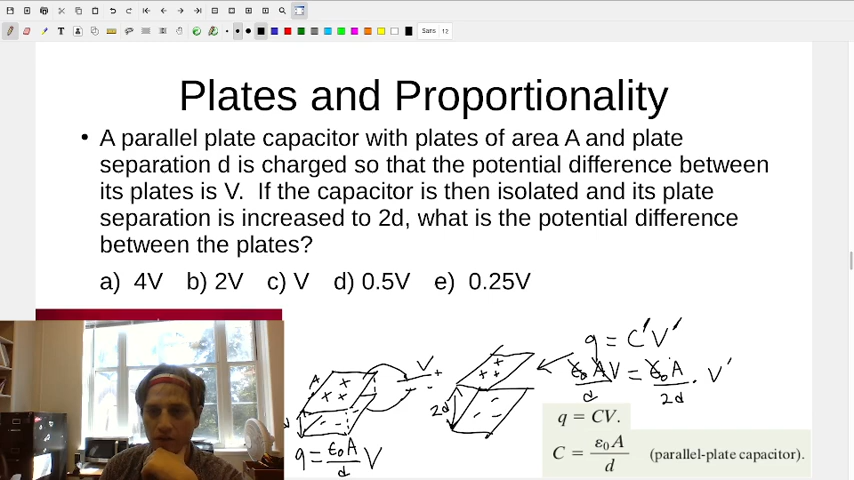 Sans 12
Plates and Proportionality
• A parallel plate capacitor with plates of area A and plate
separation d is charged so that the potential difference between
its plates is V. If the capacitor is then isolated and its plate
separation is increased to 2d, what is the potential difference
between the plates?
a) 4V b) 2V c) V d) 0.5V e) 0.25V
A + + + - - V + - -
q = ε₀A/d V
+ + + - - 2d
q = C'V'
ε₀A/d V = ε₀A/2d · V'
q = CV.
C = ε₀A/d (parallel-plate capacitor).